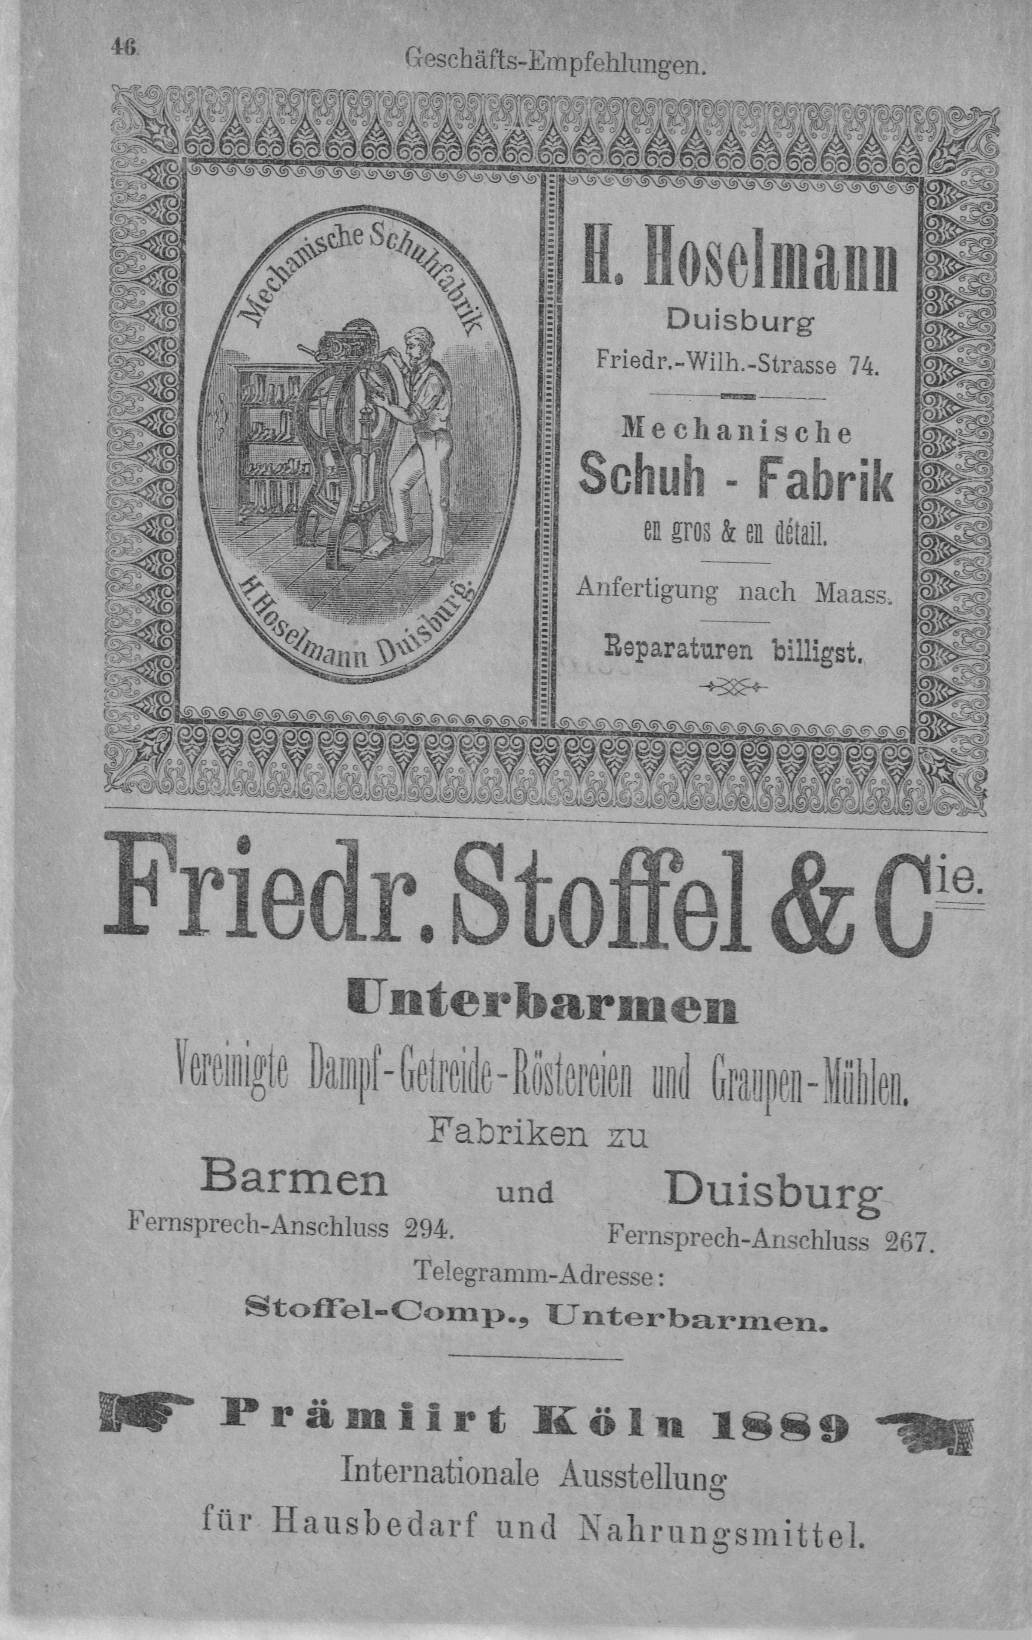 46.
Geschäfts-Empfehlungen.
Mechanische Schuhfabrik
H. Hoselmann Duisburg.
H. Hoselmann
Duisburg
Friedr.-Wilh.-Strasse 74.
Mechanische
Schuh - Fabrik
en gros & en détail.
Anfertigung nach Maass.
Reparaturen billigst.
Friedr. Stoffel & Cie.
Unterbarmen
Vereinigte Dampf-Getreide-Röstereien und Graupen-Mühlen.
Fabriken zu
Barmen und Duisburg
Fernsprech-Anschluss 294. Fernsprech-Anschluss 267.
Telegramm-Adresse:
Stoffel-Comp., Unterbarmen.
Prämiirt Köln 1889
Internationale Ausstellung
für Hausbedarf und Nahrungsmittel.